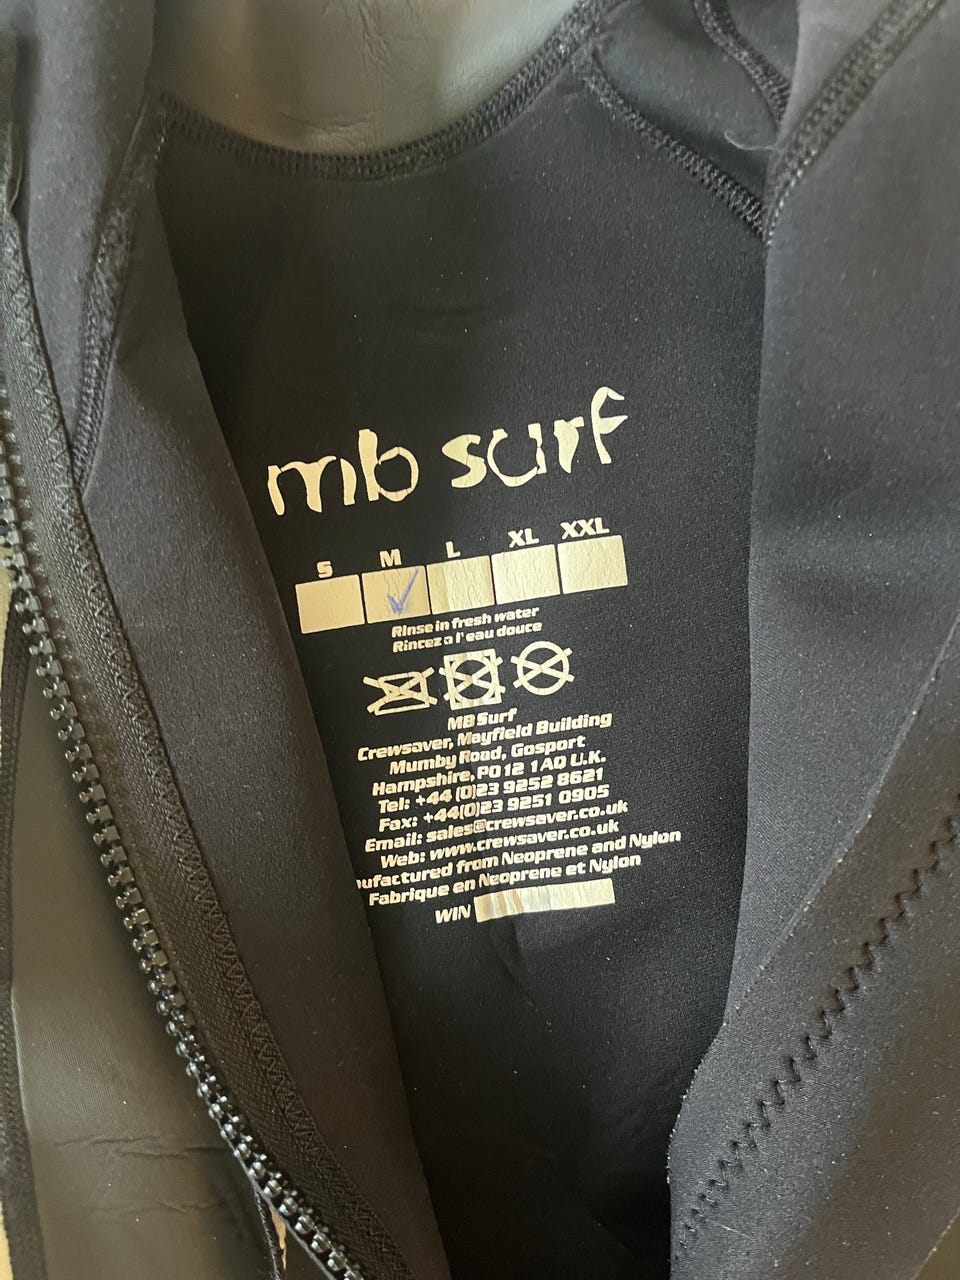 mb surf
S M L XL XXL
Rinse in fresh water
Rincez a l'eau douce
MB Surf
Crewsaver, Mayfield Building
Mumby Road, Gosport
Hampshire, PO12 1AQ U.K.
Tel: +44 (0)23 9252 8621
Fax: +44(0)23 9251 0905
Email: sales@crewsaver.co.uk
Web: www.crewsaver.co.uk
ufactured from Neoprene and Nylon
Fabrique en Neoprene et Nylon
WIN